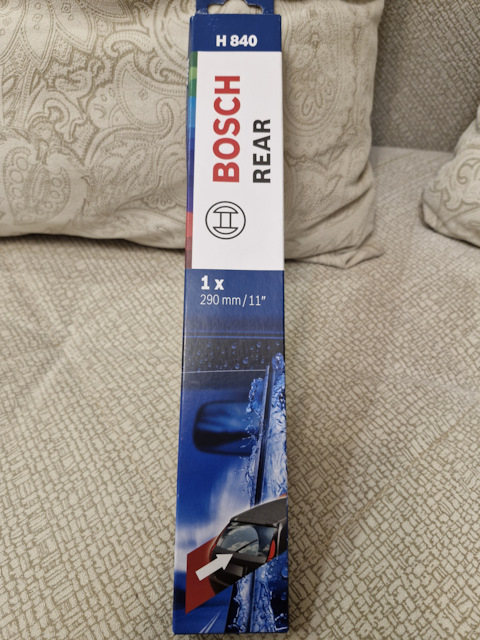 H 840
BOSCH
REAR
1 x
290 mm/11"